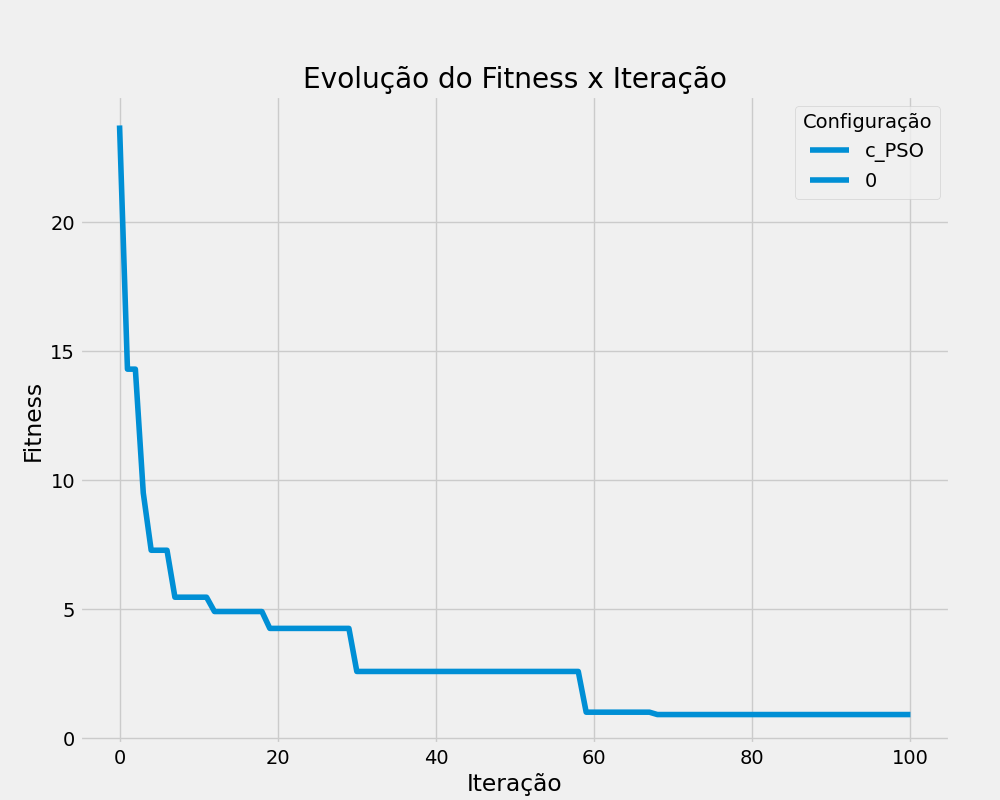 Evolução do Fitness x Iteração
Configuração
c_PSO
0
Fitness
20
15
10
5
0
0 20 40 60 80 100
Iteração